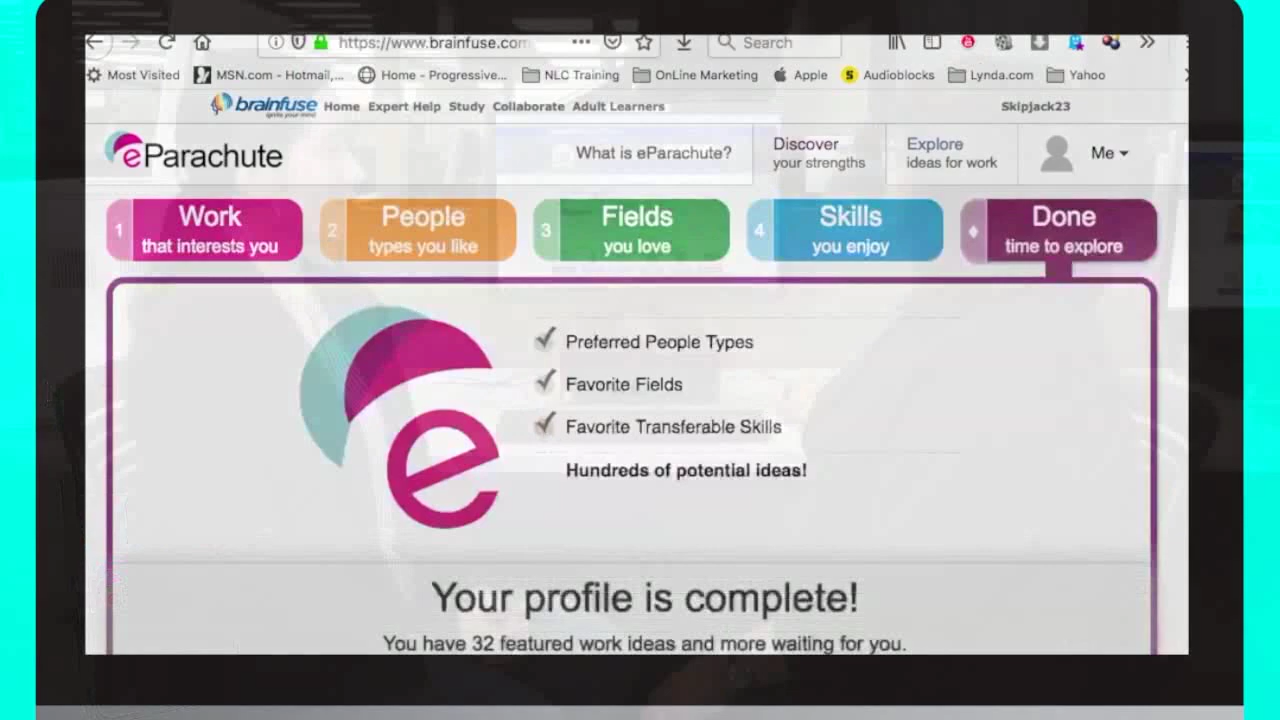 https://www.brainfuse.com
Search
Most Visited
MSN.com - Hotmail,...
Home - Progressive...
NLC Training
OnLine Marketing
Apple
Audioblocks
Lynda.com
Yahoo
brainfuse Home Expert Help Study Collaborate Adult Learners Skipjack23
ignite your mind
eParachute
What is eParachute?
Discover
your strengths
Explore
ideas for work
Me
1 Work
that interests you
2 People
types you like
3 Fields
you love
4 Skills
you enjoy
Done
time to explore
e
Preferred People Types
Favorite Fields
Favorite Transferable Skills
Hundreds of potential ideas!
Your profile is complete!
You have 32 featured work ideas and more waiting for you.